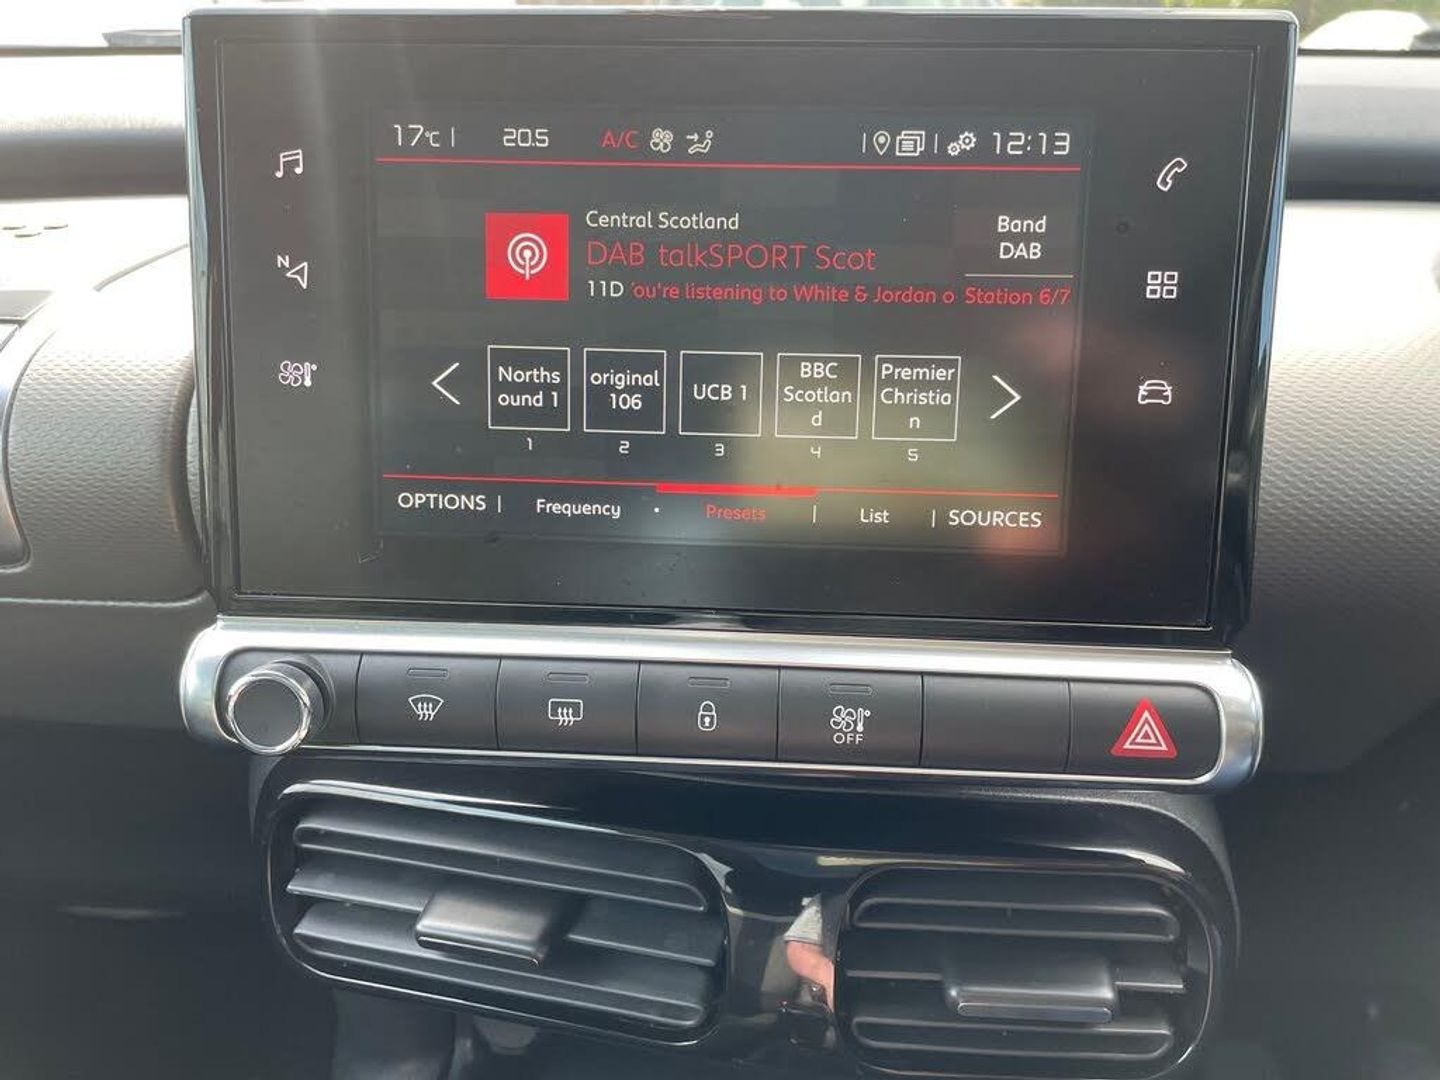 17°C | 20.5 A/C | | 12:13
Central Scotland
DAB talkSPORT Scot
11D 'ou're listening to White & Jordan o Station 6/7
Band
DAB
N
Norths
ound 1
original
106
UCB 1
BBC
Scotlan
d
Premier
Christia
n
1 2 3 4 5
OPTIONS | Frequency • Presets | List | SOURCES
OFF